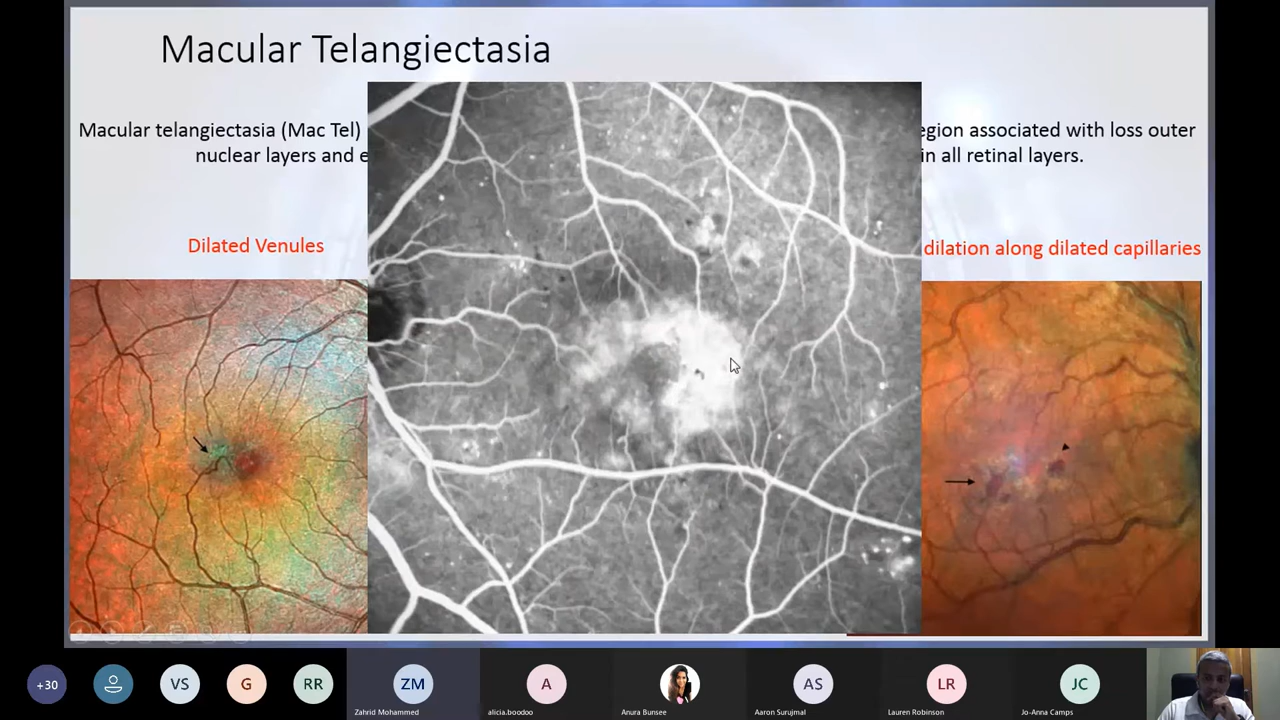 Macular Telangiectasia
Macular telangiectasia (Mac Tel) egion associated with loss outer
nuclear layers and in all retinal layers.
Dilated Venules dilation along dilated capillaries
+30 VS G RR ZM A AS LR JC
Zahrid Mohammed alicia.boodoo Anura Bunsee Aaron Surujmal Lauren Robinson Jo-Anna Camps